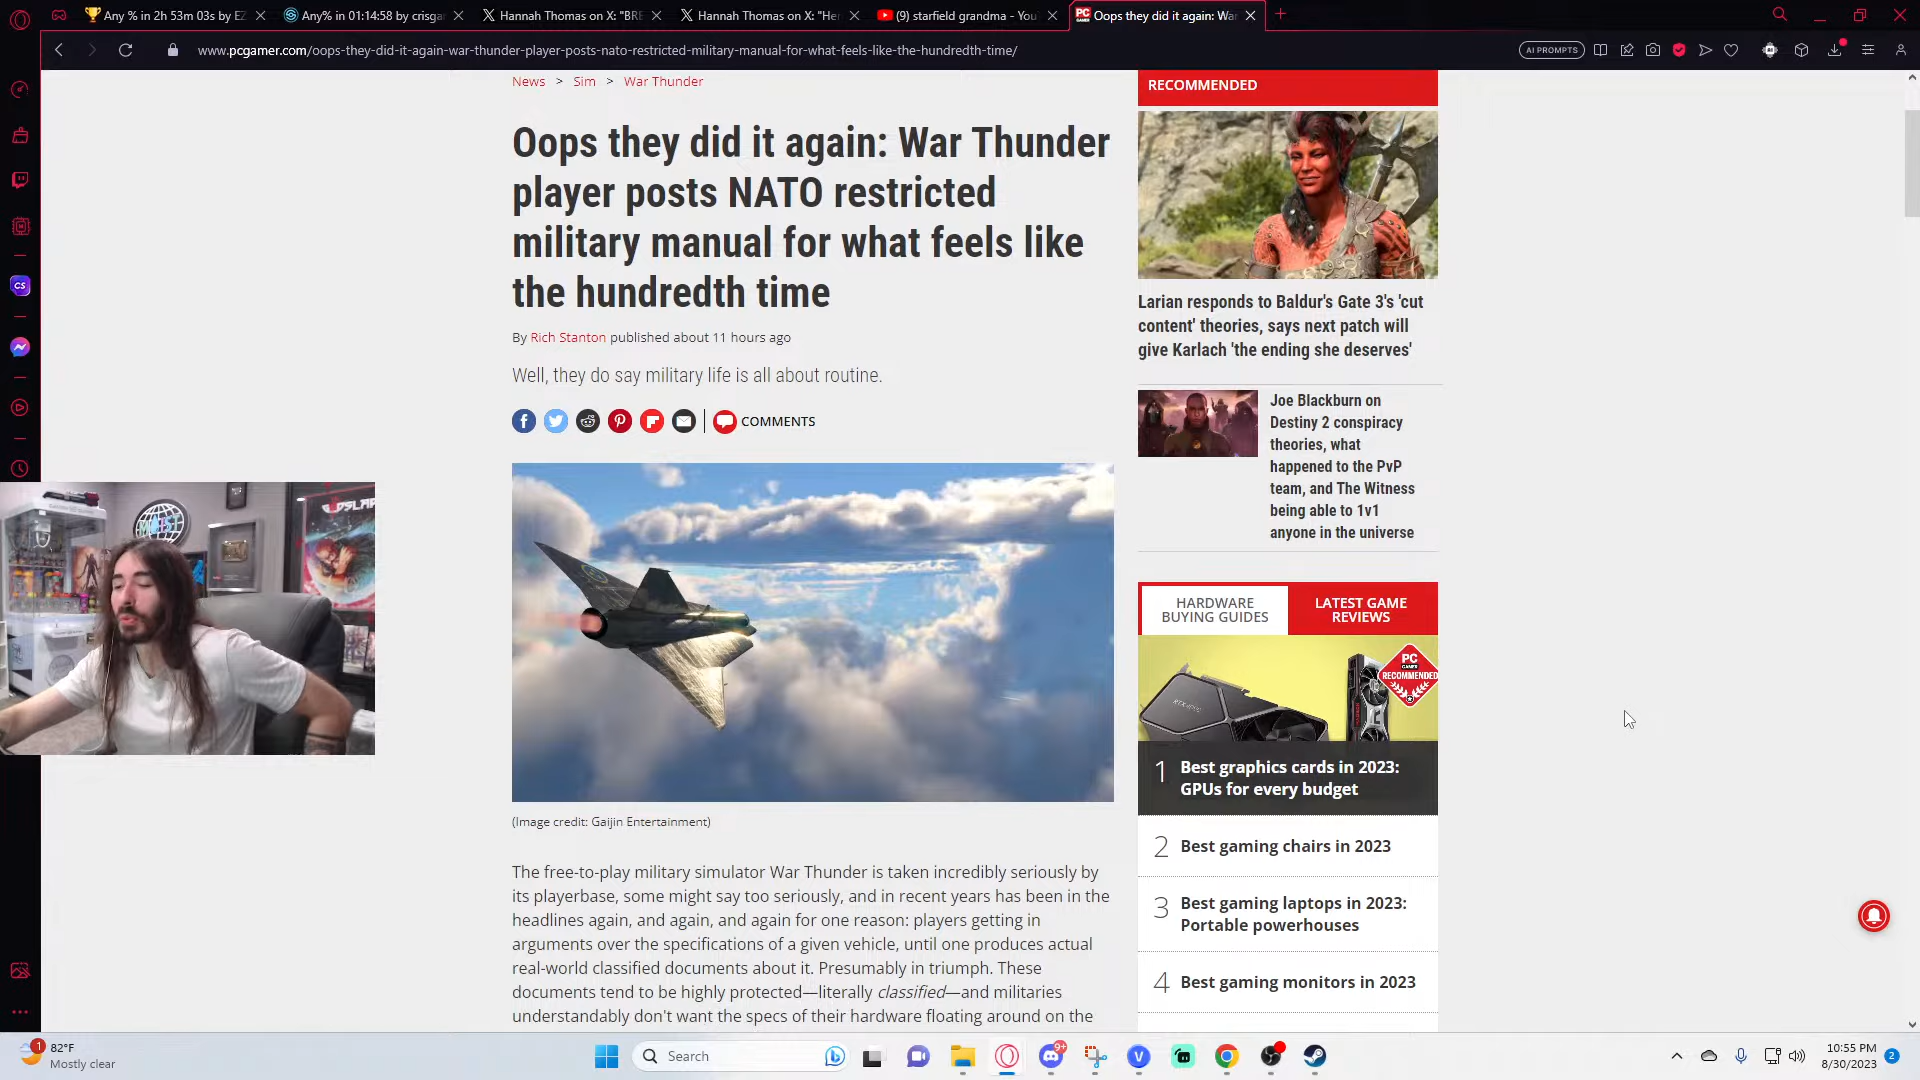 Any % in 2h 53m 03s by EZ
Any% in 01:14:58 by crisgar
Hannah Thomas on X: "BRE
Hannah Thomas on X: "Her
(9) starfield grandma - You
Oops they did it again: War
www.pcgamer.com/oops-they-did-it-again-war-thunder-player-posts-nato-restricted-military-manual-for-what-feels-like-the-hundredth-time/
AI PROMPTS
News > Sim > War Thunder
Oops they did it again: War Thunder
player posts NATO restricted
military manual for what feels like
the hundredth time
By Rich Stanton published about 11 hours ago
Well, they do say military life is all about routine.
COMMENTS
(Image credit: Gaijin Entertainment)
The free-to-play military simulator War Thunder is taken incredibly seriously by
its playerbase, some might say too seriously, and in recent years has been in the
headlines again, and again, and again for one reason: players getting in
arguments over the specifications of a given vehicle, until one produces actual
real-world classified documents about it. Presumably in triumph. These
documents tend to be highly protected—literally classified—and militaries
understandably don't want the specs of their hardware floating around on the
RECOMMENDED
Larian responds to Baldur's Gate 3's 'cut
content' theories, says next patch will
give Karlach 'the ending she deserves'
Joe Blackburn on
Destiny 2 conspiracy
theories, what
happened to the PvP
team, and The Witness
being able to 1v1
anyone in the universe
HARDWARE
BUYING GUIDES
LATEST GAME
REVIEWS
PC
GAMER
RECOMMENDED
1 Best graphics cards in 2023:
GPUs for every budget
2 Best gaming chairs in 2023
3 Best gaming laptops in 2023:
Portable powerhouses
4 Best gaming monitors in 2023
CS
MOIST
1
82°F
Mostly clear
Search
9+
10:55 PM
8/30/2023
2